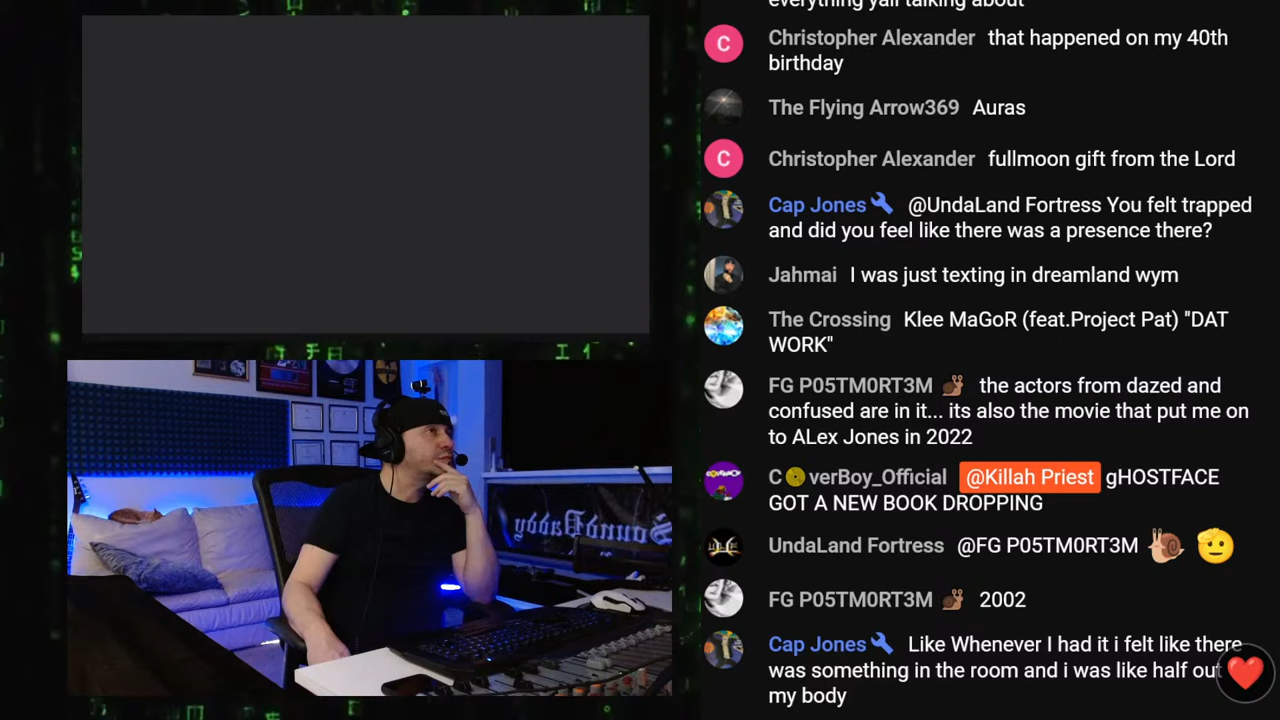 everything yall talking about
C Christopher Alexander that happened on my 40th
birthday
The Flying Arrow369 Auras
C Christopher Alexander fullmoon gift from the Lord
Cap Jones @UndaLand Fortress You felt trapped
and did you feel like there was a presence there?
Jahmai I was just texting in dreamland wym
The Crossing Klee MaGoR (feat.Project Pat) "DAT
WORK"
FG P05TM0RT3M 🐌 the actors from dazed and
confused are in it... its also the movie that put me on
to ALex Jones in 2022
C📀verBoy_Official @Killah Priest gHOSTFACE
GOT A NEW BOOK DROPPING
UndaLand Fortress @FG P05TM0RT3M 🐌 🫡
FG P05TM0RT3M 🐌 2002
Cap Jones Like Whenever I had it i felt like there
was something in the room and i was like half out
my body
SoundDaddy